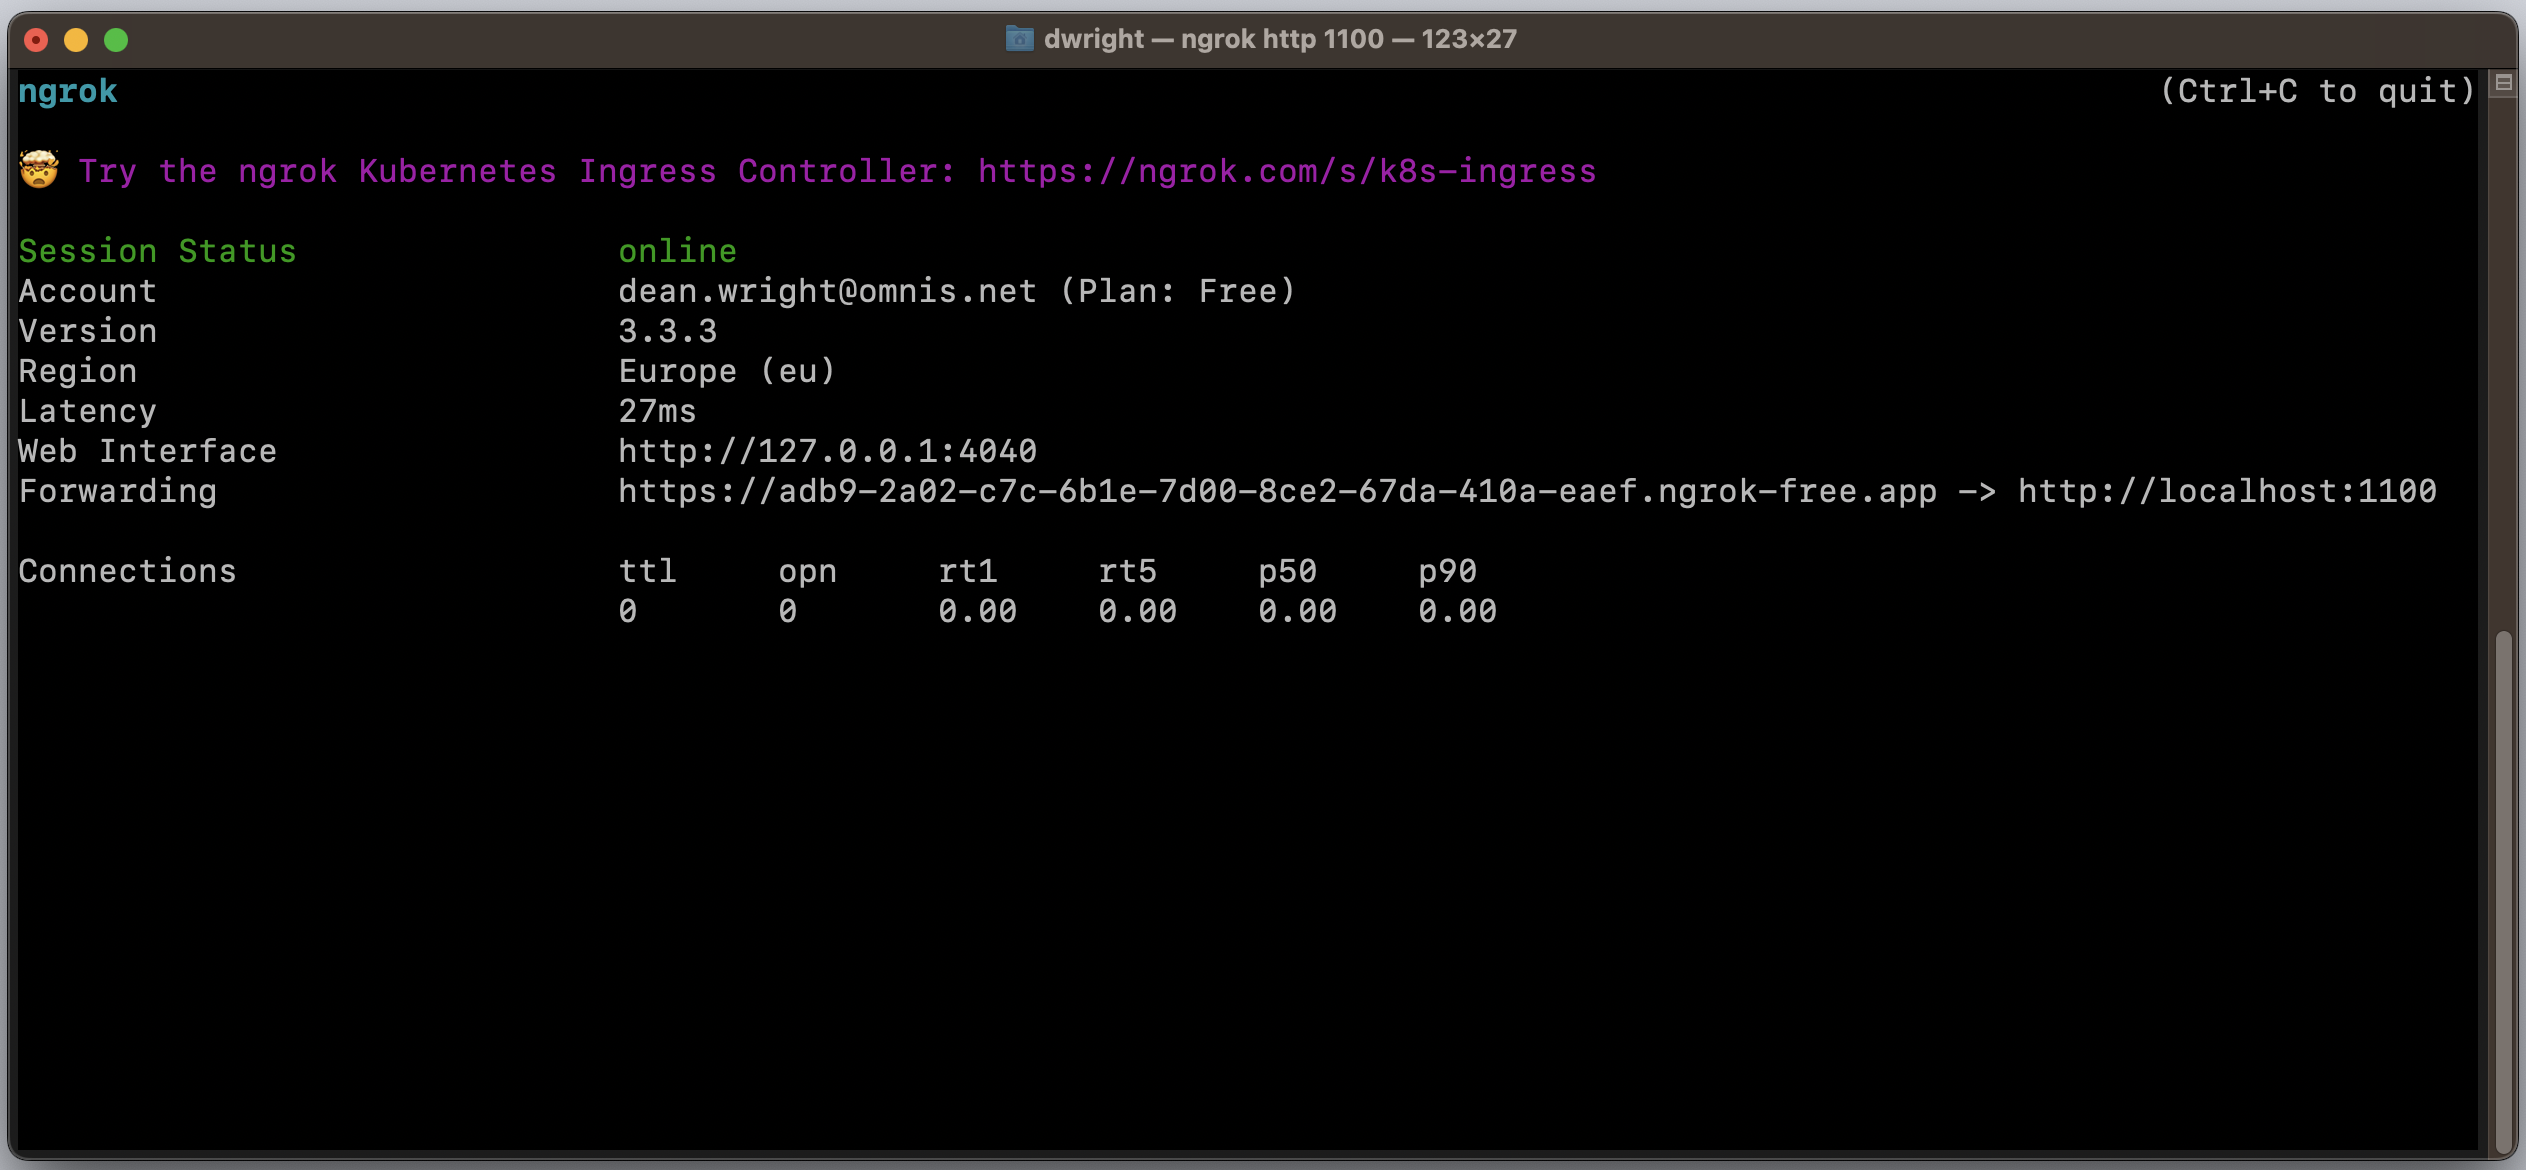 dwright — ngrok http 1100 — 123×27
ngrok (Ctrl+C to quit)
🤯 Try the ngrok Kubernetes Ingress Controller: https://ngrok.com/s/k8s-ingress
Session Status online
Account dean.wright@omnis.net (Plan: Free)
Version 3.3.3
Region Europe (eu)
Latency 27ms
Web Interface http://127.0.0.1:4040
Forwarding https://adb9-2a02-c7c-6b1e-7d00-8ce2-67da-410a-eaef.ngrok-free.app -> http://localhost:1100
Connections ttl opn rt1 rt5 p50 p90
0 0 0.00 0.00 0.00 0.00